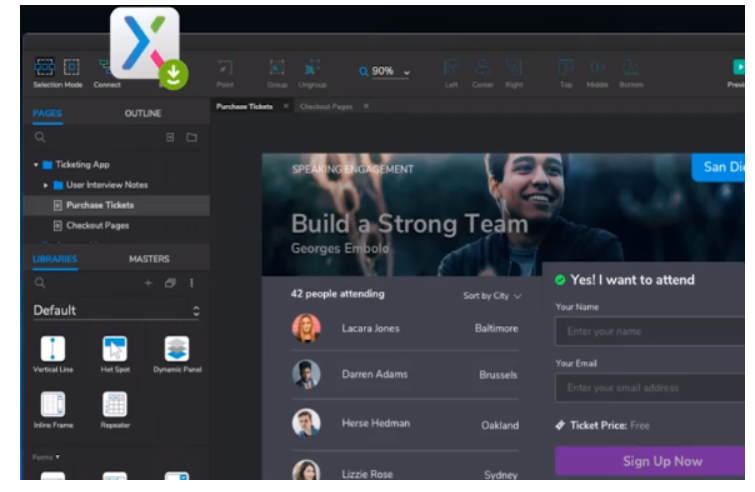 90%
Selection Mode Connect Point Group Ungroup Left Center Right Top Middle Bottom
PAGES OUTLINE
Purchase Tickets Checkout Pages
Ticketing App
User Interview Notes
Purchase Tickets
Checkout Pages
LIBRARIES MASTERS
Default
Vertical Line Hot Spot Dynamic Panel
Inline Frame Repeater
Forms
SPEAKING ENGAGEMENT
Build a Strong Team
Georges Embolo
42 people attending Sort by City
Lacara Jones Baltimore
Darren Adams Brussels
Herse Hedman Oakland
Lizzie Rose Sydney
San Die
Yes! I want to attend
Your Name
Enter your name
Your Email
Enter your email address
Ticket Price: Free
Sign Up Now